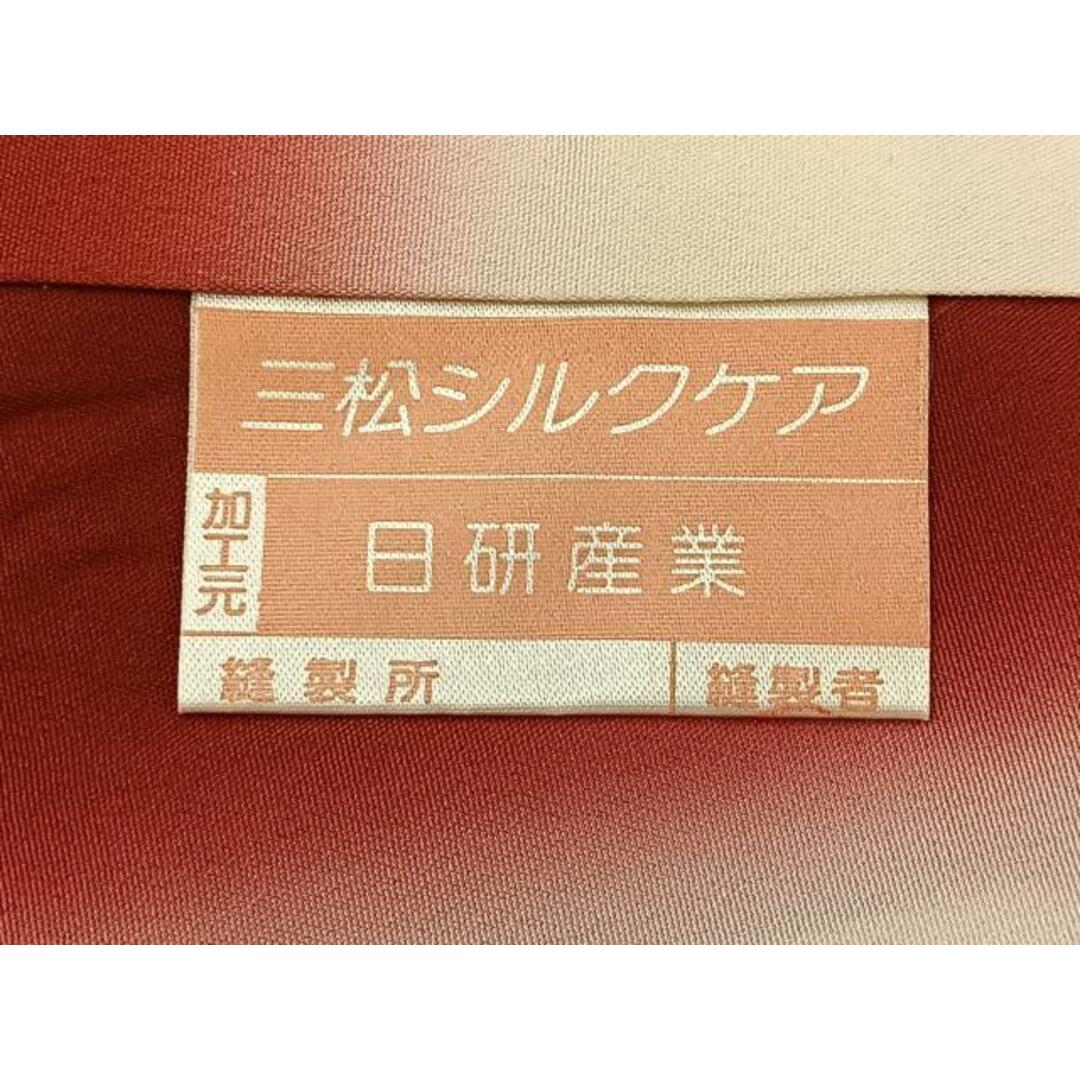 三松シルクケア
加工元
日研産業
縫製所 縫製者